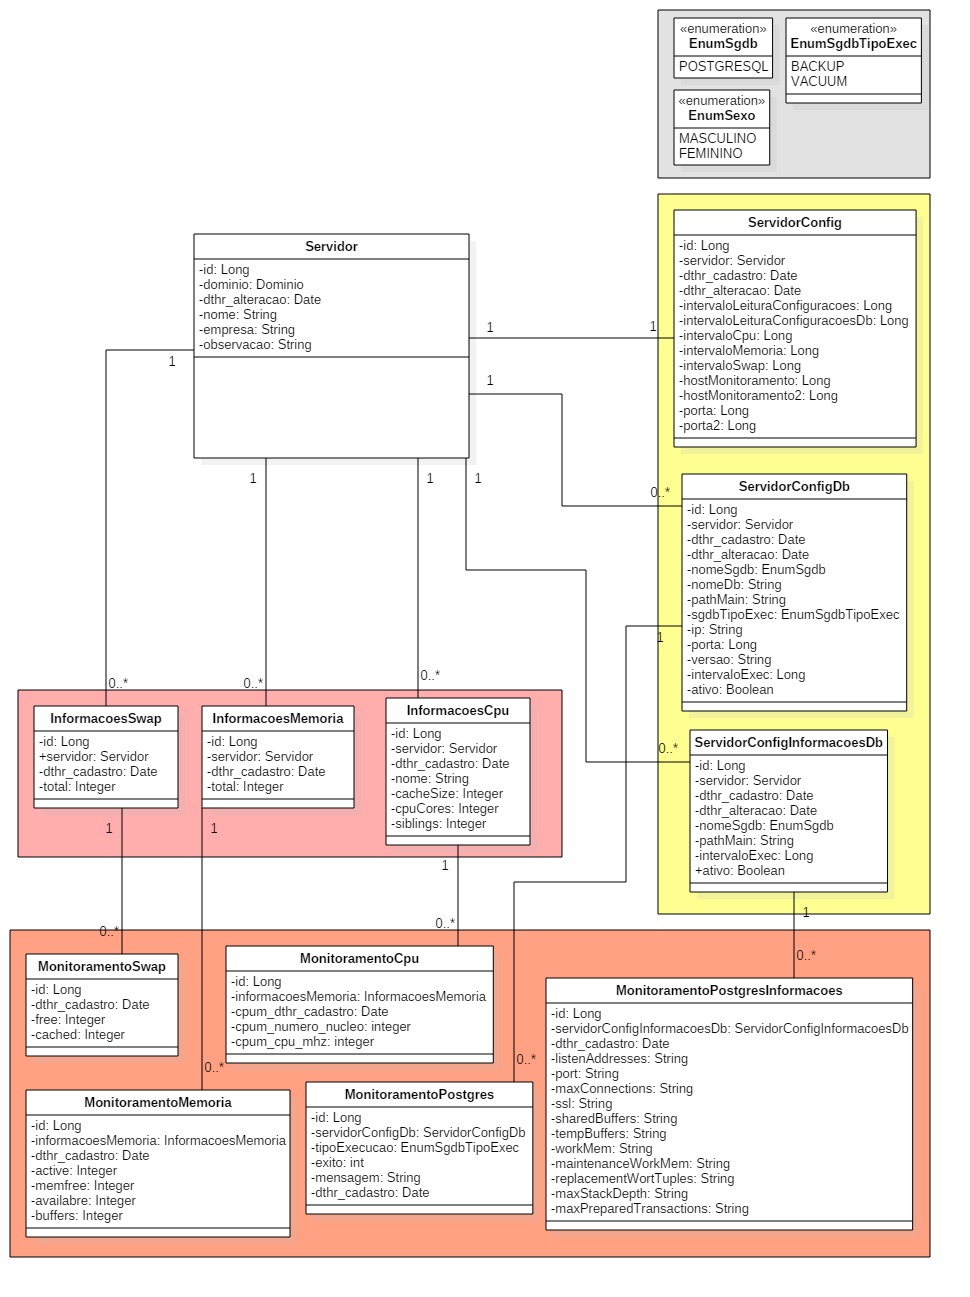 «enumeration»
EnumSgdb
POSTGRESQL
«enumeration»
EnumSgdbTipoExec
BACKUP
VACUUM
«enumeration»
EnumSexo
MASCULINO
FEMININO
Servidor
-id: Long
-dominio: Dominio
-dthr_alteracao: Date
-nome: String
-empresa: String
-observacao: String
ServidorConfig
-id: Long
-servidor: Servidor
-dthr_cadastro: Date
-dthr_alteracao: Date
-intervaloLeituraConfiguracoes: Long
-intervaloLeituraConfiguracoesDb: Long
-intervaloCpu: Long
-intervaloMemoria: Long
-intervaloSwap: Long
-hostMonitoramento: Long
-hostMonitoramento2: Long
-porta: Long
-porta2: Long
1
1
1
1
0..*
1
1
1
ServidorConfigDb
-id: Long
-servidor: Servidor
-dthr_cadastro: Date
-dthr_alteracao: Date
-nomeSgdb: EnumSgdb
-nomeDb: String
-pathMain: String
-sgdbTipoExec: EnumSgdbTipoExec
-ip: String
-porta: Long
-versao: String
-intervaloExec: Long
-ativo: Boolean
1
0..*
0..*
0..*
0..*
InformacoesSwap
-id: Long
+servidor: Servidor
-dthr_cadastro: Date
-total: Integer
InformacoesMemoria
-id: Long
-servidor: Servidor
-dthr_cadastro: Date
-total: Integer
InformacoesCpu
-id: Long
-servidor: Servidor
-dthr_cadastro: Date
-nome: String
-cacheSize: Integer
-cpuCores: Integer
-siblings: Integer
ServidorConfigInformacoesDb
-id: Long
-servidor: Servidor
-dthr_cadastro: Date
-dthr_alteracao: Date
-nomeSgdb: EnumSgdb
-pathMain: String
-intervaloExec: Long
+ativo: Boolean
1
1
1
1
0..*
0..*
0..*
MonitoramentoSwap
-id: Long
-dthr_cadastro: Date
-free: Integer
-cached: Integer
MonitoramentoCpu
-id: Long
-informacoesMemoria: InformacoesMemoria
-cpum_dthr_cadastro: Date
-cpum_numero_nucleo: integer
-cpum_cpu_mhz: integer
0..*
0..*
MonitoramentoMemoria
-id: Long
-informacoesMemoria: InformacoesMemoria
-dthr_cadastro: Date
-active: Integer
-memfree: Integer
-availabre: Integer
-buffers: Integer
MonitoramentoPostgres
-id: Long
-servidorConfigDb: ServidorConfigDb
-tipoExecucao: EnumSgdbTipoExec
-exito: int
-mensagem: String
-dthr_cadastro: Date
MonitoramentoPostgresInformacoes
-id: Long
-servidorConfigInformacoesDb: ServidorConfigInformacoesDb
-dthr_cadastro: Date
-listenAddresses: String
-port: String
-maxConnections: String
-ssl: String
-sharedBuffers: String
-tempBuffers: String
-workMem: String
-maintenanceWorkMem: String
-replacementWortTuples: String
-maxStackDepth: String
-maxPreparedTransactions: String